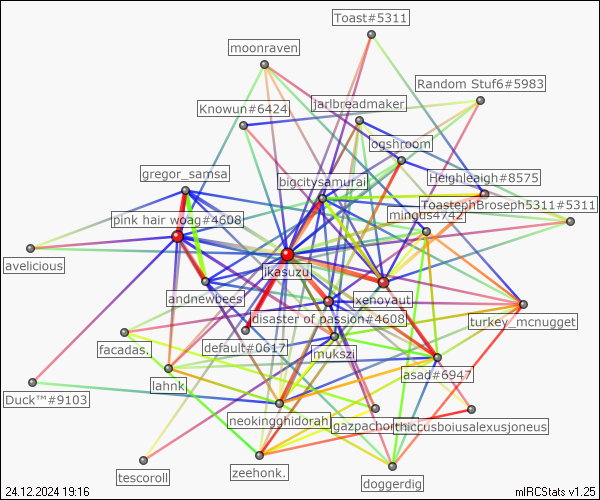 Toast#5311
moonraven
Random Stuf6#5983
Knowun#6424
jarlbreadmaker
ogshroom
gregor_samsa
bigcitysamurai
Heighleaigh#8575
ToastephBroseph5311#5311
pink hair woag#4608
mingus4742
avelicious
ikasuzu
andnewbees
xenoyaut
disaster of passion#4608
turkey_mcnugget
facadas.
default#0617
mukszi
lahnk
asad#6947
Duck™#9103
neokingghidorah
gazpachorthic
thiccusboiusalexusjoneus
tescoroll
zeehonk.
doggerdig
24.12.2024 19:16
mIRCStats v1.25